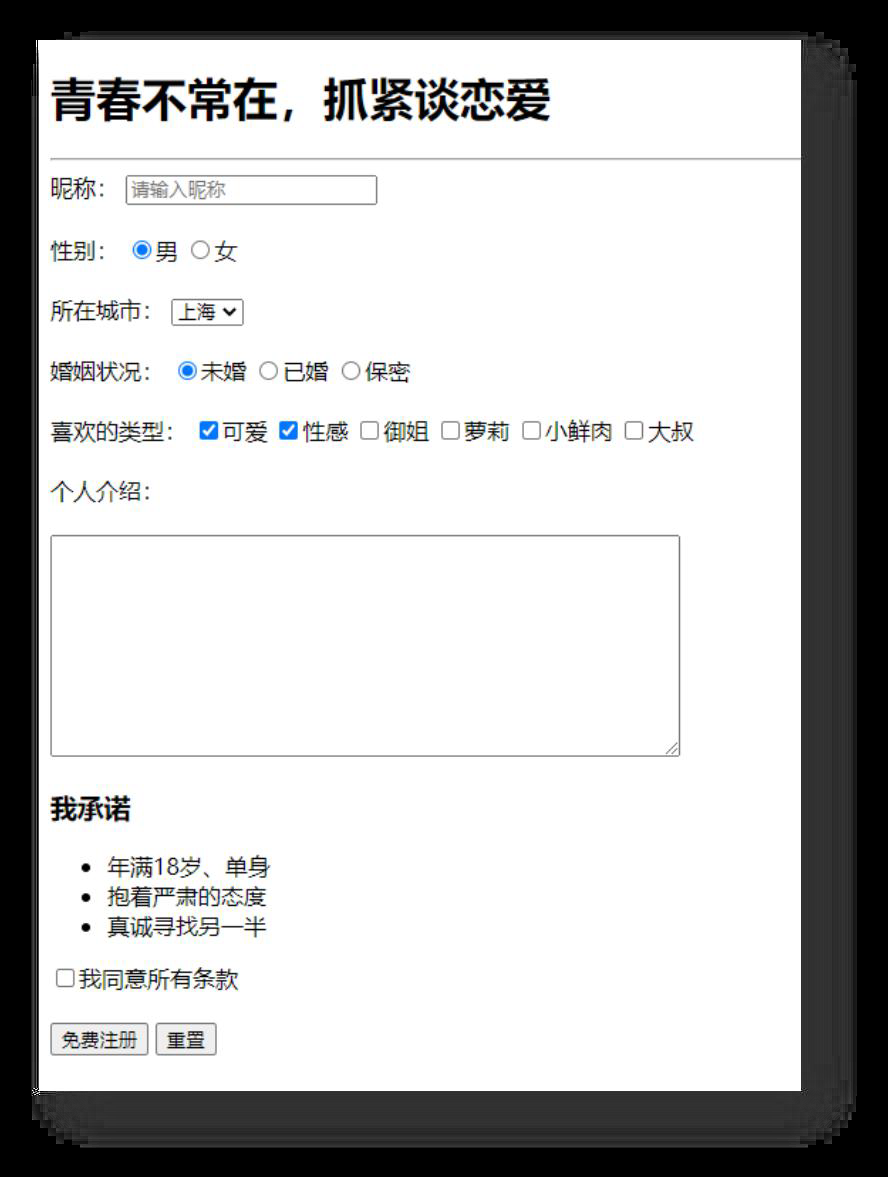 青春不常在，抓紧谈恋爱
昵称： 请输入昵称
性别： 男 女
所在城市： 上海
婚姻状况： 未婚 已婚 保密
喜欢的类型： 可爱 性感 御姐 萝莉 小鲜肉 大叔
个人介绍：
我承诺
年满18岁、单身
抱着严肃的态度
真诚寻找另一半
我同意所有条款
免费注册 重置